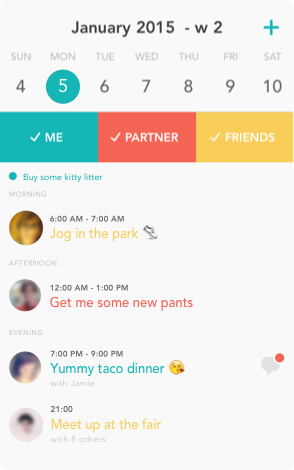 January 2015 - w 2 +
SUN MON TUE WED THU FRI SAT
4 5 6 7 8 9 10
✓ ME ✓ PARTNER ✓ FRIENDS
Buy some kitty litter
MORNING
6:00 AM - 7:00 AM
Jog in the park 👟
AFTERNOON
12:00 AM - 1:00 PM
Get me some new pants
EVENING
7:00 PM - 9:00 PM
Yummy taco dinner 😘
with Jamie
21:00
Meet up at the fair
with 8 others